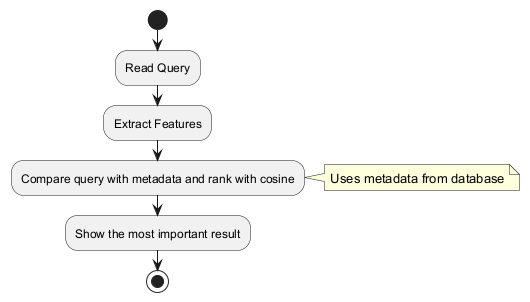 Read Query
Extract Features
Compare query with metadata and rank with cosine
Uses metadata from database
Show the most important result